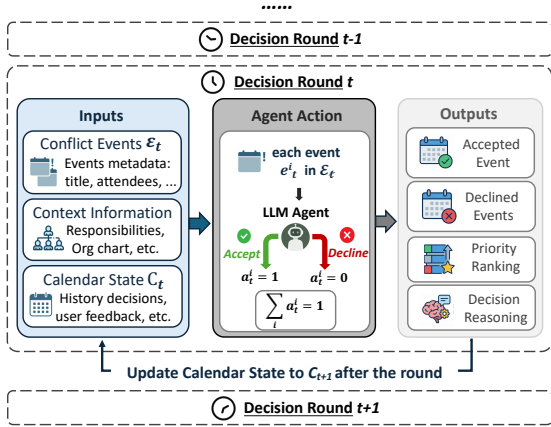 ......
Decision Round t-1
Decision Round t
Inputs
Conflict Events ℰₜ
Events metadata:
title, attendees, ...
Context Information
Responsibilities,
Org chart, etc.
Calendar State Cₜ
History decisions,
user feedback, etc.
Agent Action
each event
eⁱₜ in ℰₜ
LLM Agent
Accept
Decline
aₜⁱ = 1
aₜⁱ = 0
∑ᵢ aₜⁱ = 1
Outputs
Accepted
Event
Declined
Events
Priority
Ranking
Decision
Reasoning
Update Calendar State to Cₜ₊₁ after the round
Decision Round t+1